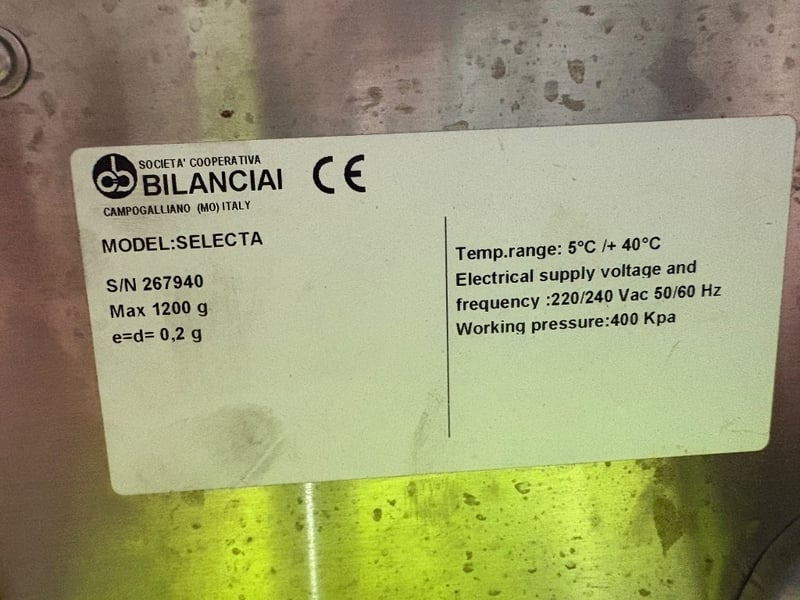 SOCIETA' COOPERATIVA
BILANCIAI
CE
CAMPOGALLIANO (MO) ITALY
MODEL:SELECTA
S/N 267940
Max 1200 g
e=d= 0,2 g
Temp.range: 5°C /+ 40°C
Electrical supply voltage and
frequency :220/240 Vac 50/60 Hz
Working pressure:400 Kpa